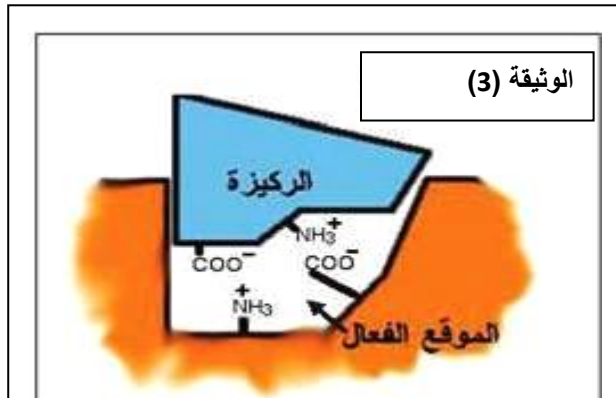 الوثيقة (3)
الركيزة
NH3+
COO-
COO-
NH3+
الموقع الفعال